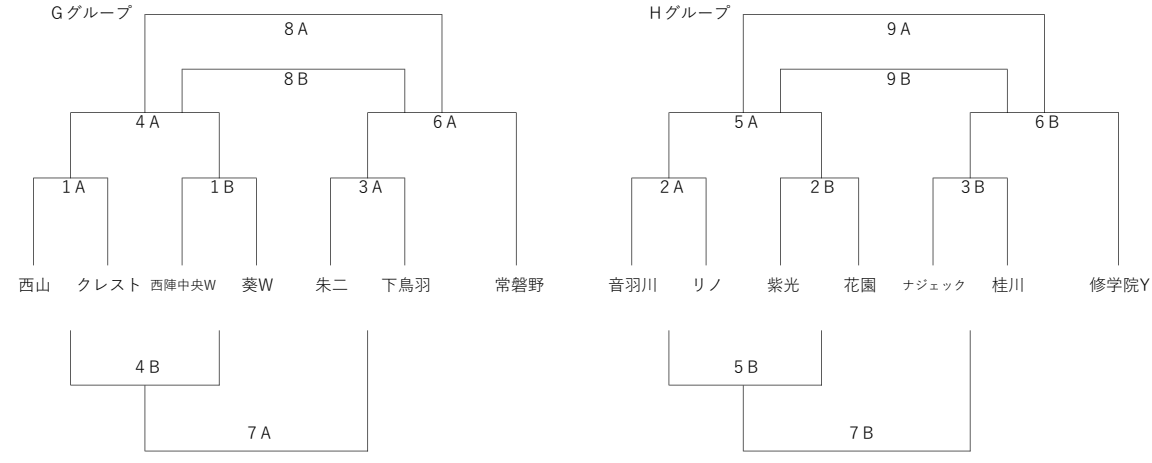 Gグループ
Hグループ
8A
9A
8B
9B
4A
6A
5A
6B
1A
1B
3A
2A
2B
3B
西山
クレスト
西陣中央W
葵W
朱二
下鳥羽
常磐野
音羽川
リノ
紫光
花園
ナジェック
桂川
修学院Y
4B
5B
7A
7B